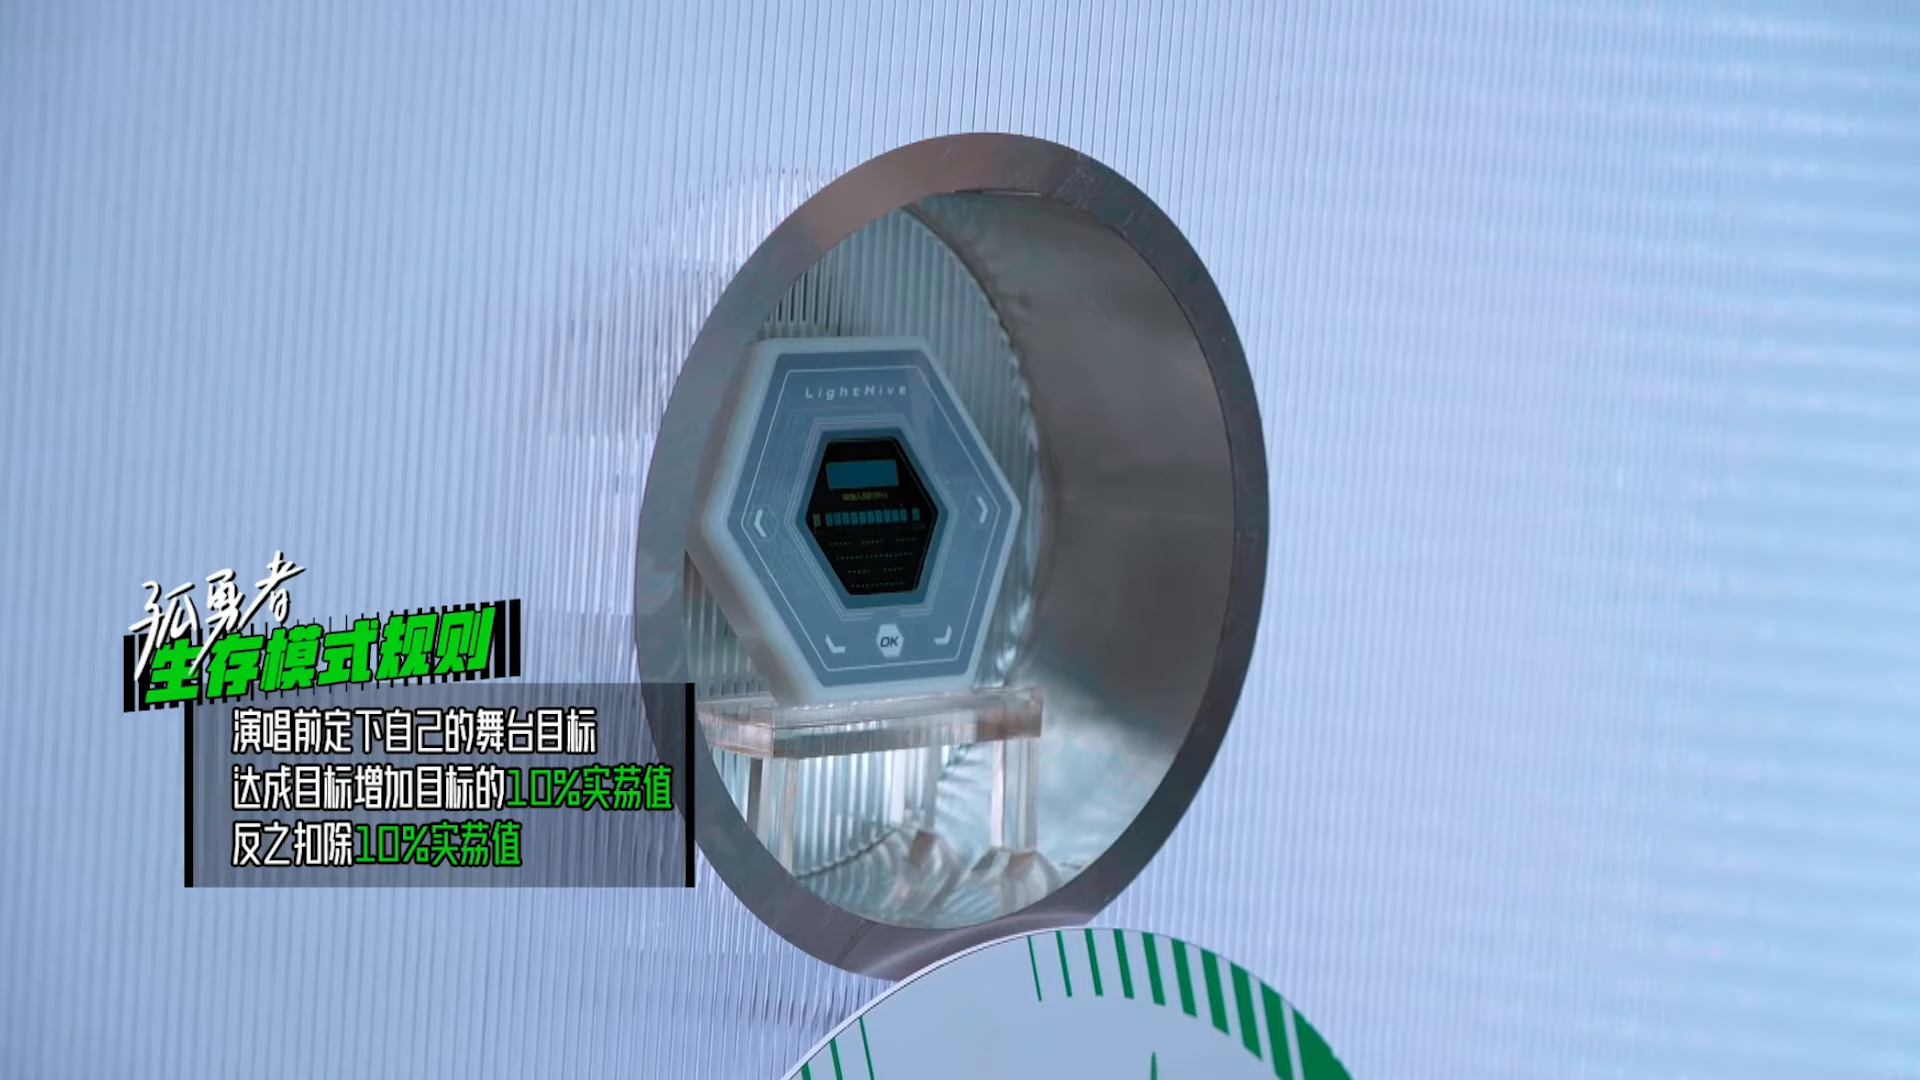 LightHive
OK
孤勇者
生存模式规则
演唱前定下自己的舞台目标
达成目标增加目标的10%实荔值
反之扣除10%实荔值